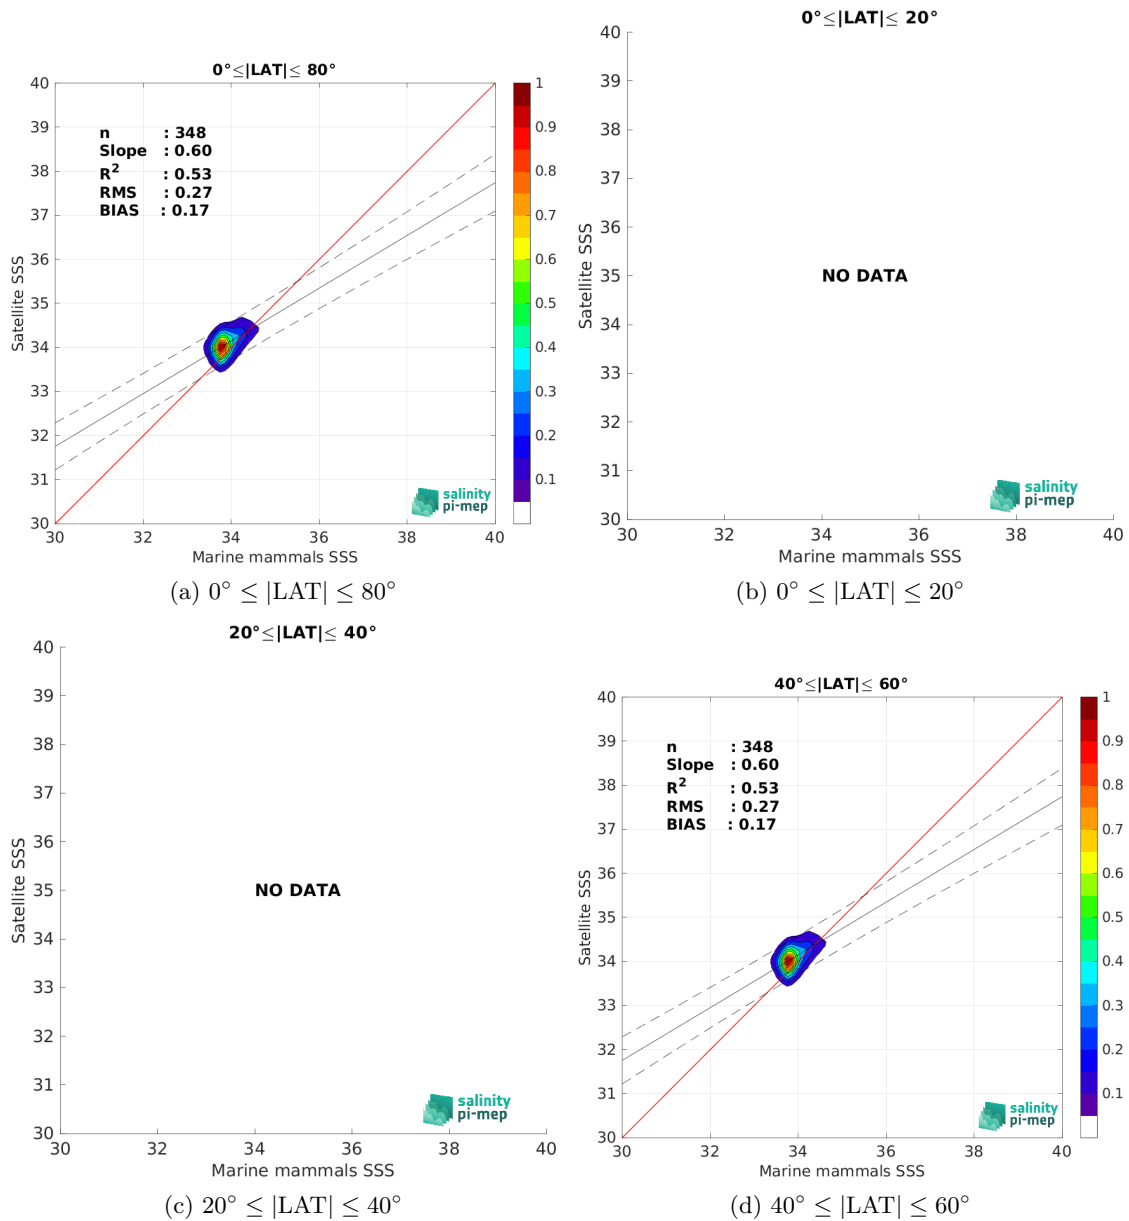 0°≤|LAT|≤ 80°
40
39
38
37
36
35
34
33
32
31
30
n : 348
Slope : 0.60
R2 : 0.53
RMS : 0.27
BIAS : 0.17
Satellite SSS
30 32 34 36 38 40
Marine mammals SSS
salinity
pi-mep
1
0.9
0.8
0.7
0.6
0.5
0.4
0.3
0.2
0.1
(a) 0° ≤ |LAT| ≤ 80°
0°≤|LAT|≤ 20°
40
39
38
37
36
35
34
33
32
31
30
NO DATA
Satellite SSS
30 32 34 36 38 40
Marine mammals SSS
salinity
pi-mep
(b) 0° ≤ |LAT| ≤ 20°
20°≤|LAT|≤ 40°
40
39
38
37
36
35
34
33
32
31
30
NO DATA
Satellite SSS
30 32 34 36 38 40
Marine mammals SSS
salinity
pi-mep
(c) 20° ≤ |LAT| ≤ 40°
40°≤|LAT|≤ 60°
40
39
38
37
36
35
34
33
32
31
30
n : 348
Slope : 0.60
R2 : 0.53
RMS : 0.27
BIAS : 0.17
Satellite SSS
30 32 34 36 38 40
Marine mammals SSS
salinity
pi-mep
1
0.9
0.8
0.7
0.6
0.5
0.4
0.3
0.2
0.1
(d) 40° ≤ |LAT| ≤ 60°